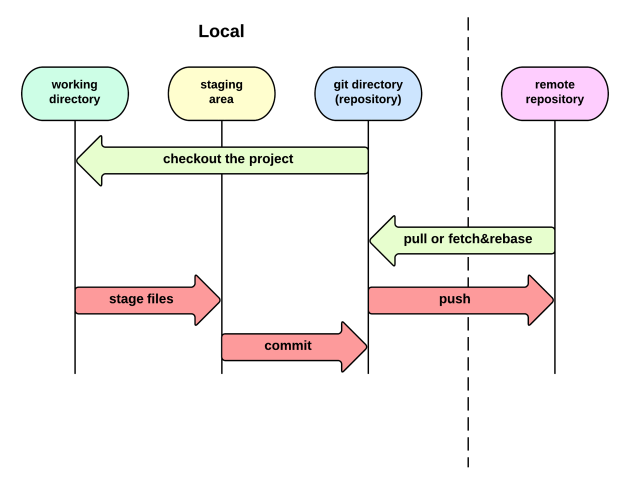 Local
working
directory
staging
area
git directory
(repository)
remote
repository
checkout the project
pull or fetch&rebase
stage files
push
commit